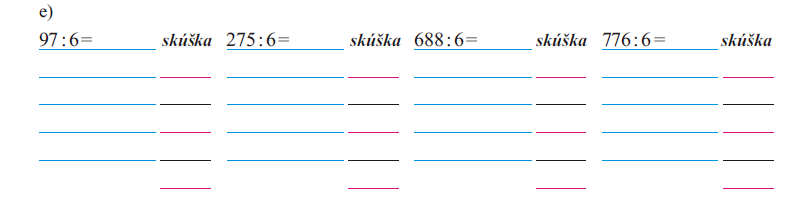 e)
97 : 6 = skúška 275 : 6 = skúška 688 : 6 = skúška 776 : 6 = skúška